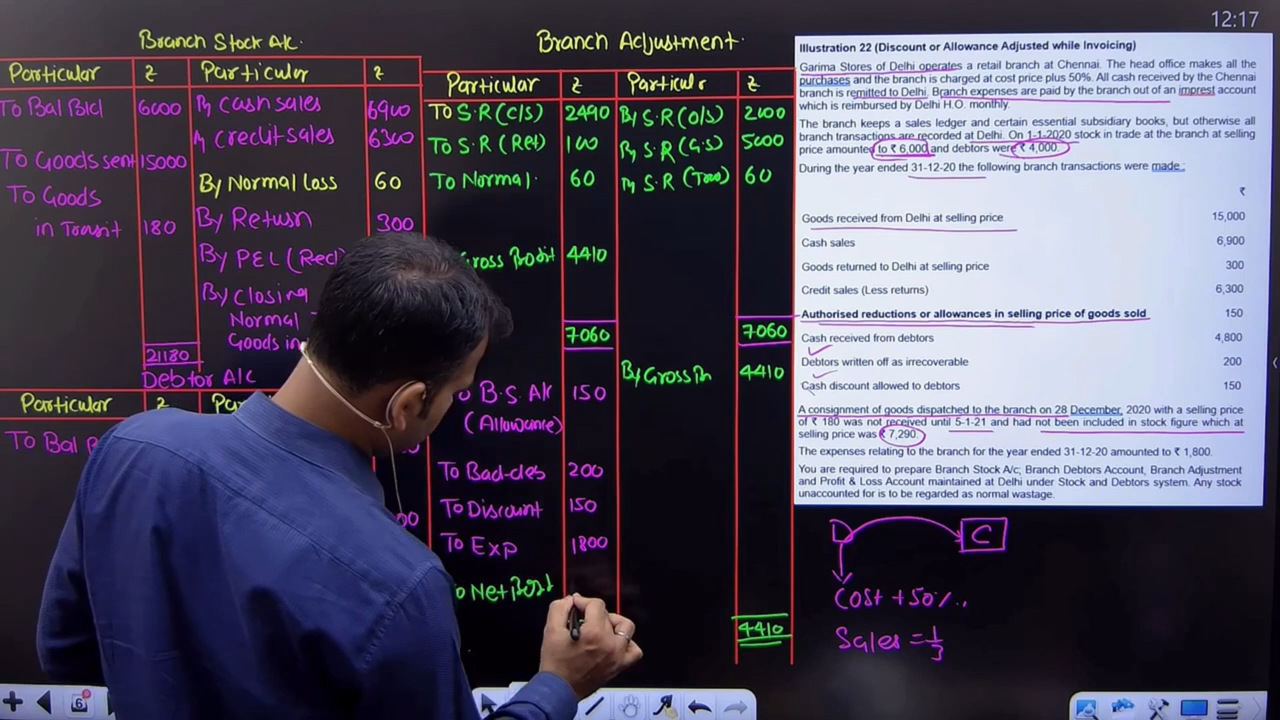 12:17
Branch Stock A/c.
Particular ₹ Particular ₹
To Bal B/d 6000 By Cash sales 6900
By Credit sales 6300
To Goods sent 15000
By Normal Loss 60
To Goods
in Transit 180 By Return 300
By P&L (Red)
By Closing
Normal
Goods in
21180
Debtor A/c
Particular ₹
To Bal
Branch Adjustment.
Particular ₹ Particular ₹
To S.R (C/S) 2490 By S.R (O/S) 2000
To S.R (Ret) 100 By S.R (G.S) 5000
To Normal. 60 By S.R 60
Gross Profit 4410
7060 7060
By Gross Pr 4410
B.S. A/c 150
(Allowance)
To Bad-des 200
To Discount 150
To Exp 1800
To Net
4410
Illustration 22 (Discount or Allowance Adjusted while Invoicing)
Garima Stores of Delhi operates a retail branch at Chennai. The head office makes all the
purchases and the branch is charged at cost price plus 50%. All cash received by the Chennai
branch is remitted to Delhi. Branch expenses are paid by the branch out of an imprest account
which is reimbursed by Delhi H.O. monthly.
The branch keeps a sales ledger and certain essential subsidiary books, but otherwise all
branch transactions are recorded at Delhi. On 1-1-2020 stock in trade at the branch at selling
price amounted to ₹ 6,000 and debtors were ₹ 4,000.
During the year ended 31-12-20 the following branch transactions were made :
₹
Goods received from Delhi at selling price 15,000
Cash sales 6,900
Goods returned to Delhi at selling price 300
Credit sales (Less returns) 6,300
Authorised reductions or allowances in selling price of goods sold 150
Cash received from debtors 4,800
Debtors written off as irrecoverable 200
Cash discount allowed to debtors 150
A consignment of goods dispatched to the branch on 28 December, 2020 with a selling price
of ₹ 180 was not received until 5-1-21 and had not been included in stock figure which at
selling price was ₹ 7,290.
The expenses relating to the branch for the year ended 31-12-20 amounted to ₹ 1,800.
You are required to prepare Branch Stock A/c, Branch Debtors Account, Branch Adjustment
and Profit & Loss Account maintained at Delhi under Stock and Debtors system. Any stock
unaccounted for is to be regarded as normal wastage.
D C
Cost + 50%.
Sales = 1/3
6